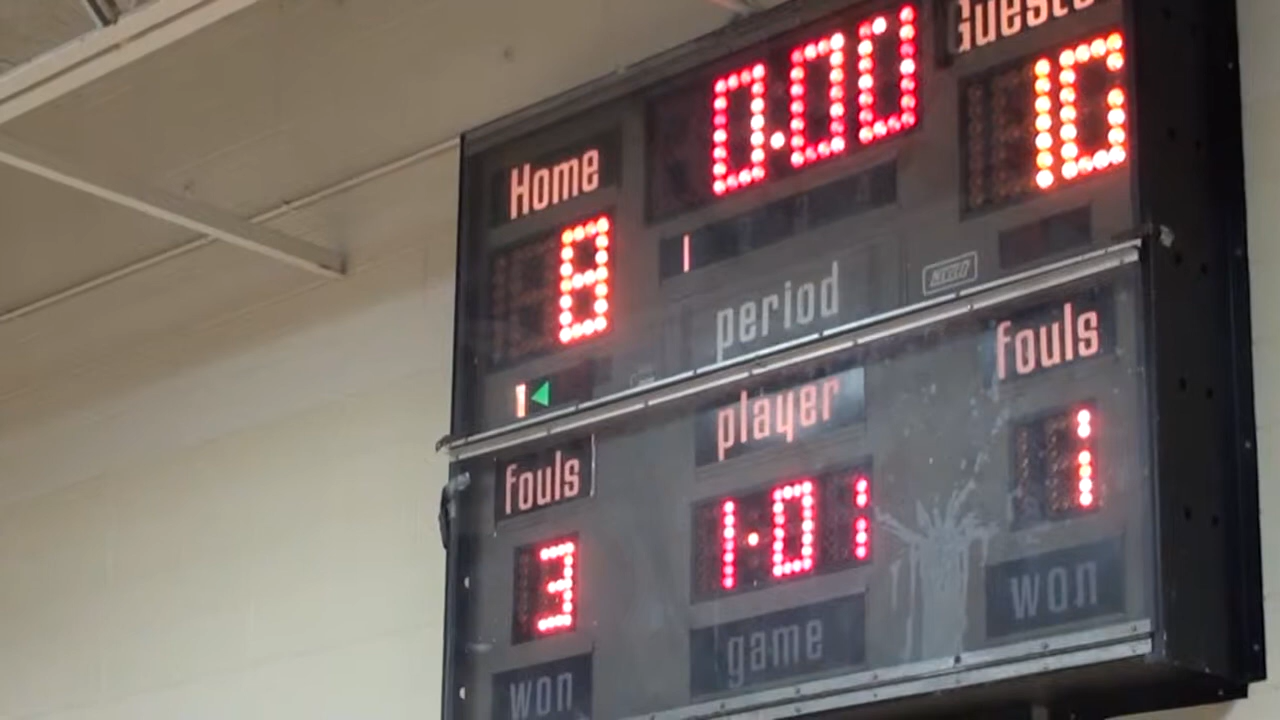 Guests
0:00
10
Home
8
1
period
1
fouls
player
fouls
1
1:01
3
won
game
won